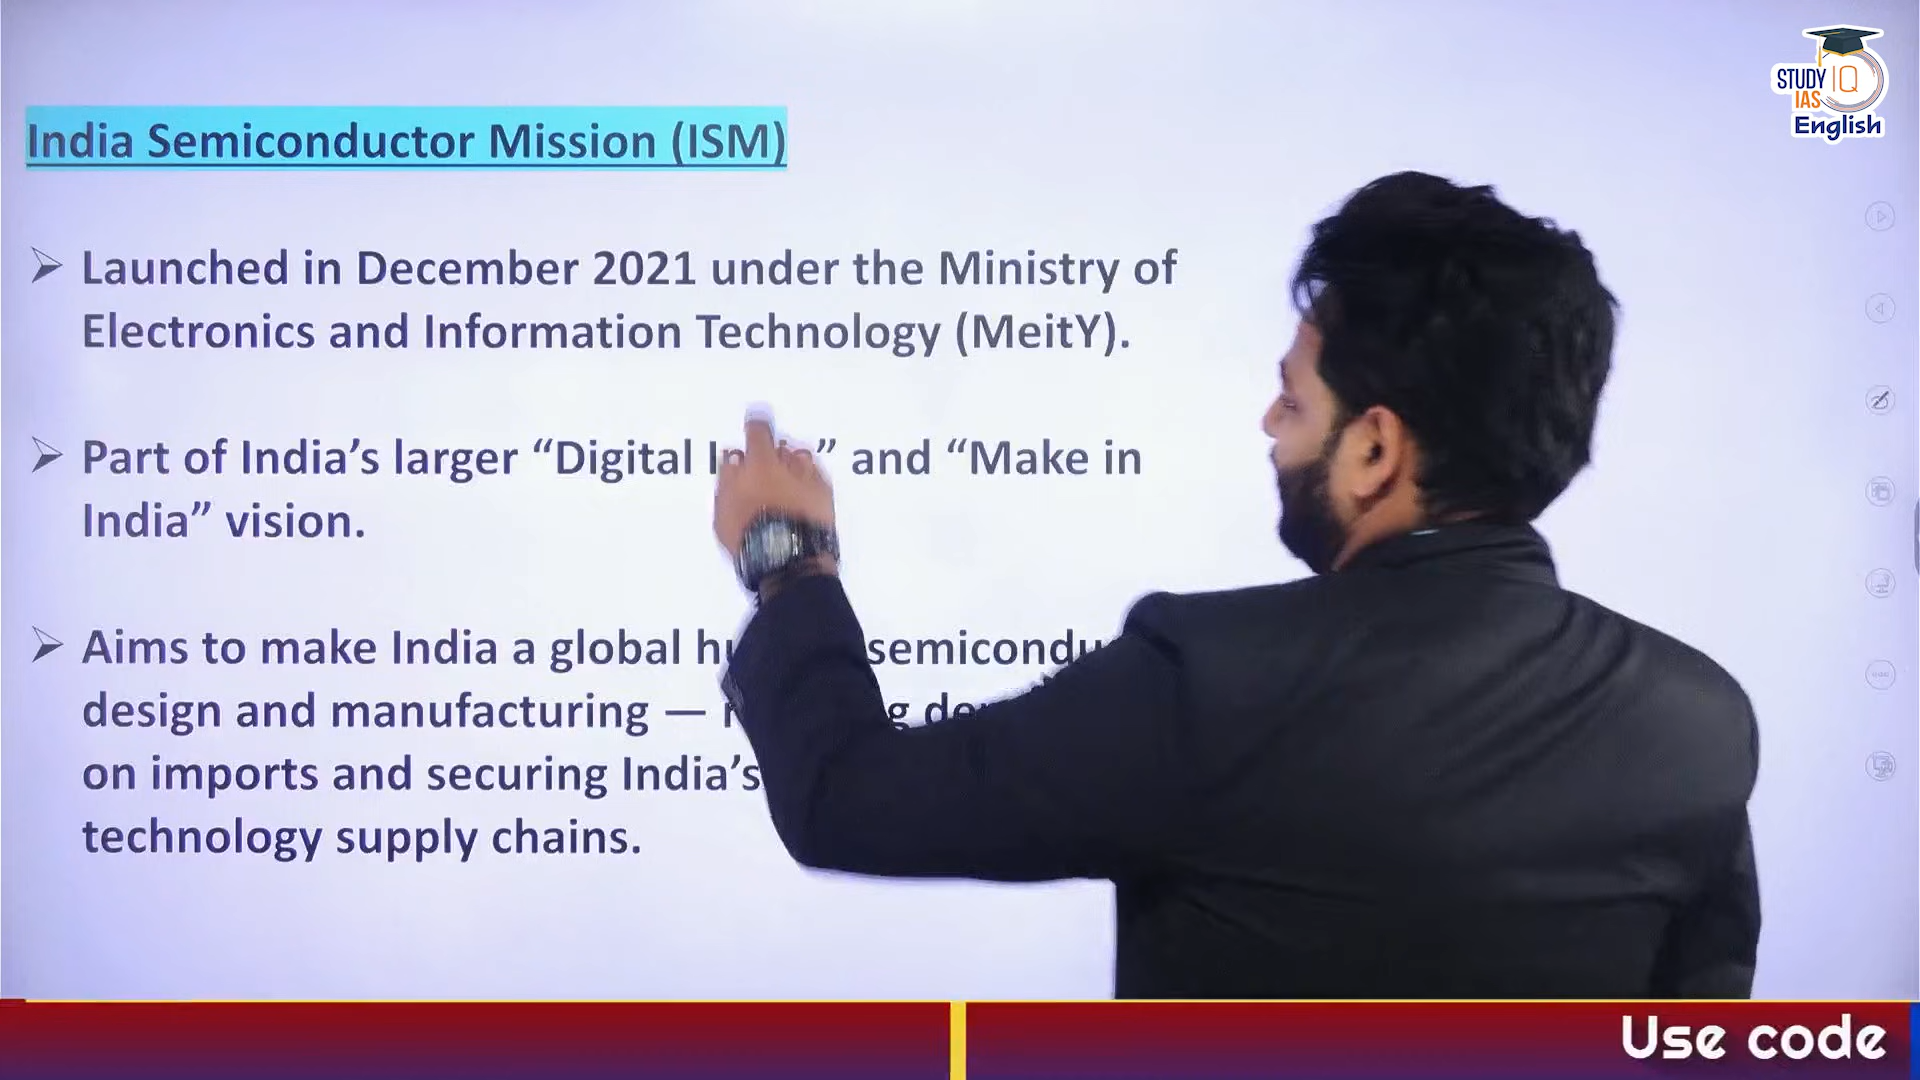 STUDY IQ
IAS
English
India Semiconductor Mission (ISM)
➢ Launched in December 2021 under the Ministry of
Electronics and Information Technology (MeitY).
➢ Part of India’s larger “Digital and “Make in
India” vision.
➢ Aims to make India a global
design and manufacturing —
on imports and securing India’s
technology supply chains.
Use code